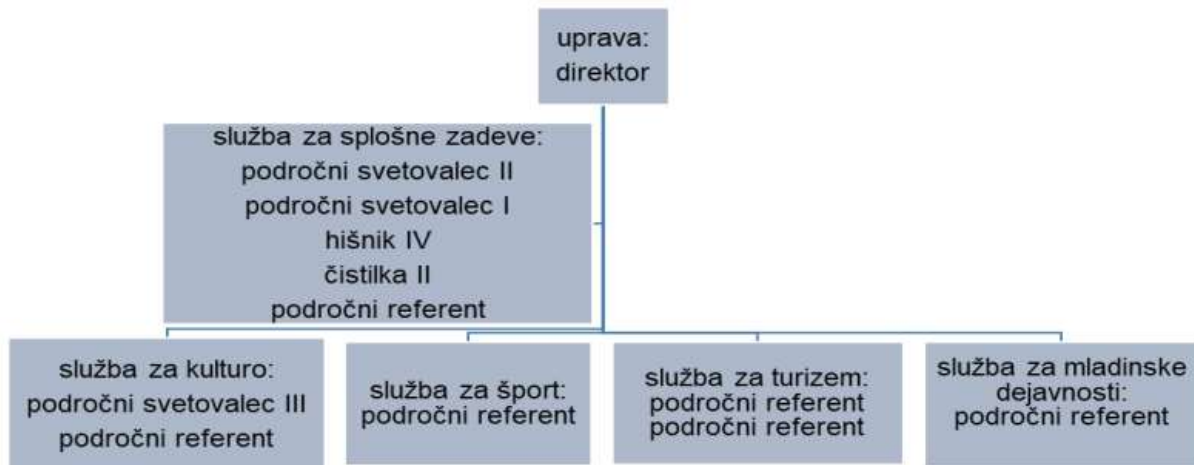 uprava:
direktor
služba za splošne zadeve:
področni svetovalec II
področni svetovalec I
hišnik IV
čistilka II
področni referent
služba za kulturo:
področni svetovalec III
področni referent
služba za šport:
področni referent
služba za turizem:
področni referent
področni referent
služba za mladinske
dejavnosti:
področni referent